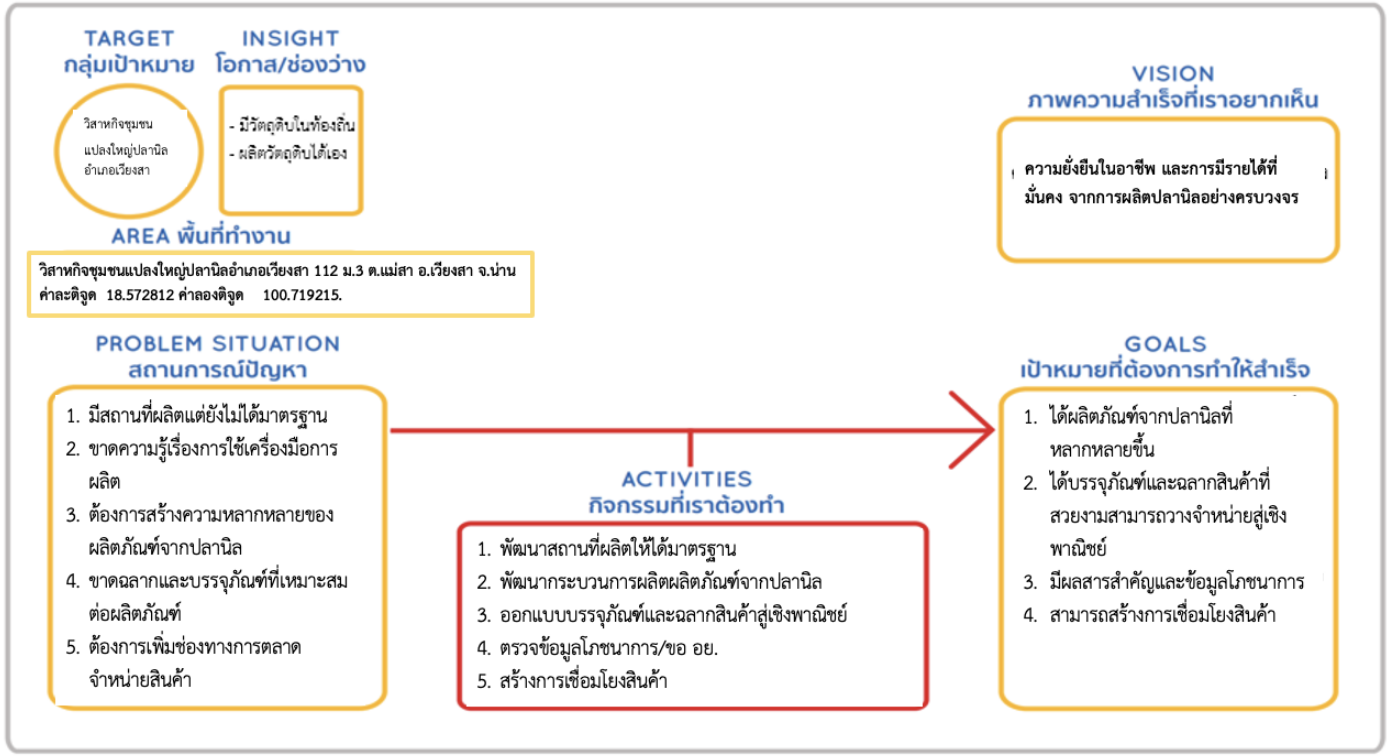 TARGET
กลุ่มเป้าหมาย
วิสาหกิจชุมชน
แปลงใหญ่ปลานิล
อำเภอเวียงสา
INSIGHT
โอกาส/ช่องว่าง
- มีวัตถุดิบในท้องถิ่น
- ผลิตวัตถุดิบได้เอง
VISION
ภาพความสำเร็จที่เราอยากเห็น
ความยั่งยืนในอาชีพ และการมีรายได้ที่
มั่นคง จากการผลิตปลานิลอย่างครบวงจร
AREA พื้นที่ทำงาน
วิสาหกิจชุมชนแปลงใหญ่ปลานิลอำเภอเวียงสา 112 ม.3 ต.แม่สา อ.เวียงสา จ.น่าน
ค่าละติจูด 18.572812 ค่าลองติจูด 100.719215.
PROBLEM SITUATION
สถานการณ์ปัญหา
1. มีสถานที่ผลิตแต่ยังไม่ได้มาตรฐาน
2. ขาดความรู้เรื่องการใช้เครื่องมือการ
ผลิต
3. ต้องการสร้างความหลากหลายของ
ผลิตภัณฑ์จากปลานิล
4. ขาดฉลากและบรรจุภัณฑ์ที่เหมาะสม
ต่อผลิตภัณฑ์
5. ต้องการเพิ่มช่องทางการตลาด
จำหน่ายสินค้า
ACTIVITIES
กิจกรรมที่เราต้องทำ
1. พัฒนาสถานที่ผลิตให้ได้มาตรฐาน
2. พัฒนากระบวนการผลิตผลิตภัณฑ์จากปลานิล
3. ออกแบบบรรจุภัณฑ์และฉลากสินค้าสู่เชิงพาณิชย์
4. ตรวจข้อมูลโภชนาการ/ขอ อย.
5. สร้างการเชื่อมโยงสินค้า
GOALS
เป้าหมายที่ต้องการทำให้สำเร็จ
1. ได้ผลิตภัณฑ์จากปลานิลที่
หลากหลายขึ้น
2. ได้บรรจุภัณฑ์และฉลากสินค้าที่
สวยงามสามารถวางจำหน่ายสู่เชิง
พาณิชย์
3. มีผลสารสำคัญและข้อมูลโภชนาการ
4. สามารถสร้างการเชื่อมโยงสินค้า